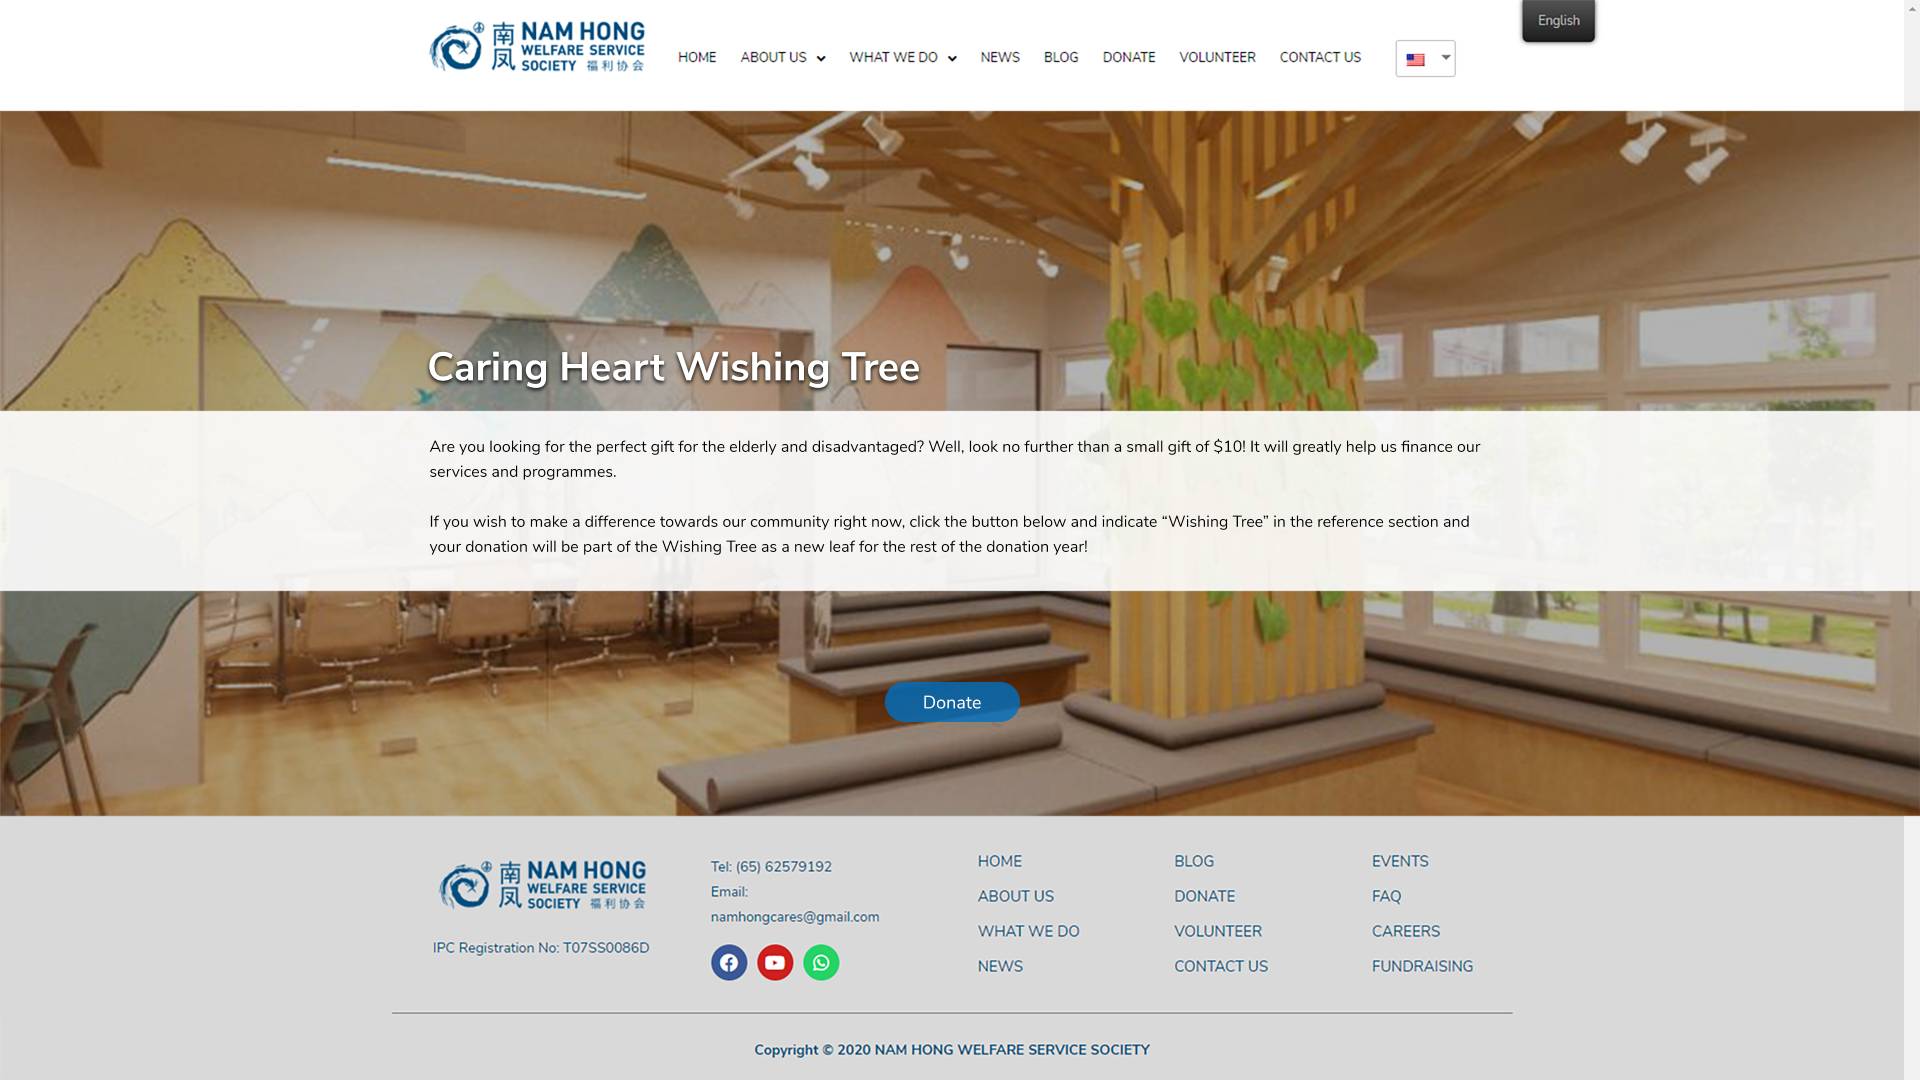 南凤 NAM HONG
WELFARE SERVICE
SOCIETY 福利协会
HOME ABOUT US WHAT WE DO NEWS BLOG DONATE VOLUNTEER CONTACT US
English
Caring Heart Wishing Tree
Are you looking for the perfect gift for the elderly and disadvantaged? Well, look no further than a small gift of $10! It will greatly help us finance our
services and programmes.
If you wish to make a difference towards our community right now, click the button below and indicate “Wishing Tree” in the reference section and
your donation will be part of the Wishing Tree as a new leaf for the rest of the donation year!
Donate
南凤 NAM HONG
WELFARE SERVICE
SOCIETY 福利协会
IPC Registration No: T07SS0086D
Tel: (65) 62579192
Email:
namhongcares@gmail.com
HOME
ABOUT US
WHAT WE DO
NEWS
BLOG
DONATE
VOLUNTEER
CONTACT US
EVENTS
FAQ
CAREERS
FUNDRAISING
Copyright © 2020 NAM HONG WELFARE SERVICE SOCIETY